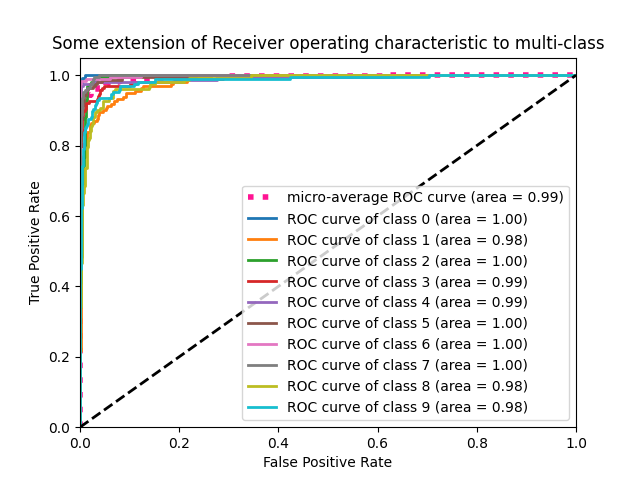 Some extension of Receiver operating characteristic to multi-class
1.0
0.8
0.6
0.4
0.2
0.0
True Positive Rate
micro-average ROC curve (area = 0.99)
ROC curve of class 0 (area = 1.00)
ROC curve of class 1 (area = 0.98)
ROC curve of class 2 (area = 1.00)
ROC curve of class 3 (area = 0.99)
ROC curve of class 4 (area = 0.99)
ROC curve of class 5 (area = 1.00)
ROC curve of class 6 (area = 1.00)
ROC curve of class 7 (area = 1.00)
ROC curve of class 8 (area = 0.98)
ROC curve of class 9 (area = 0.98)
0.0 0.2 0.4 0.6 0.8 1.0
False Positive Rate